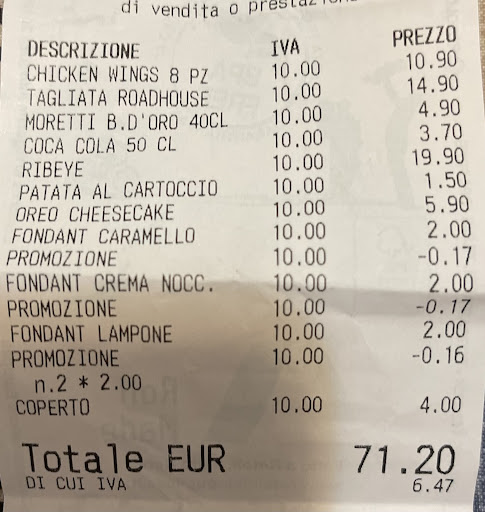 di vendita o prestazione
DESCRIZIONE IVA PREZZO
CHICKEN WINGS 8 PZ 10.00 10.90
TAGLIATA ROADHOUSE 10.00 14.90
MORETTI B.D'ORO 40CL 10.00 4.90
COCA COLA 50 CL 10.00 3.70
RIBEYE 10.00 19.90
PATATA AL CARTOCCIO 10.00 1.50
OREO CHEESECAKE 10.00 5.90
FONDANT CARAMELLO 10.00 2.00
PROMOZIONE 10.00 -0.17
FONDANT CREMA NOCC. 10.00 2.00
PROMOZIONE 10.00 -0.17
FONDANT LAMPONE 10.00 2.00
PROMOZIONE 10.00 -0.16
n.2 * 2.00
COPERTO 10.00 4.00
Totale EUR 71.20
DI CUI IVA 6.47